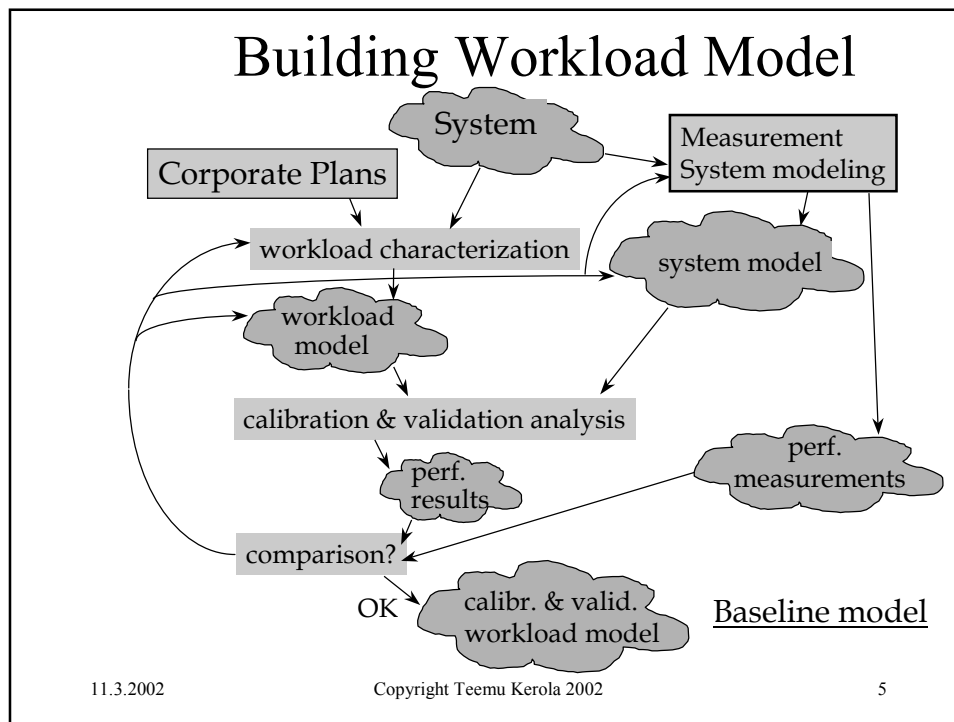 Building Workload Model
System
Measurement
System modeling
Corporate Plans
workload characterization
system model
workload
model
calibration & validation analysis
perf.
measurements
perf.
results
comparison?
OK
calibr. & valid.
workload model
Baseline model
11.3.2002
Copyright Teemu Kerola 2002
5